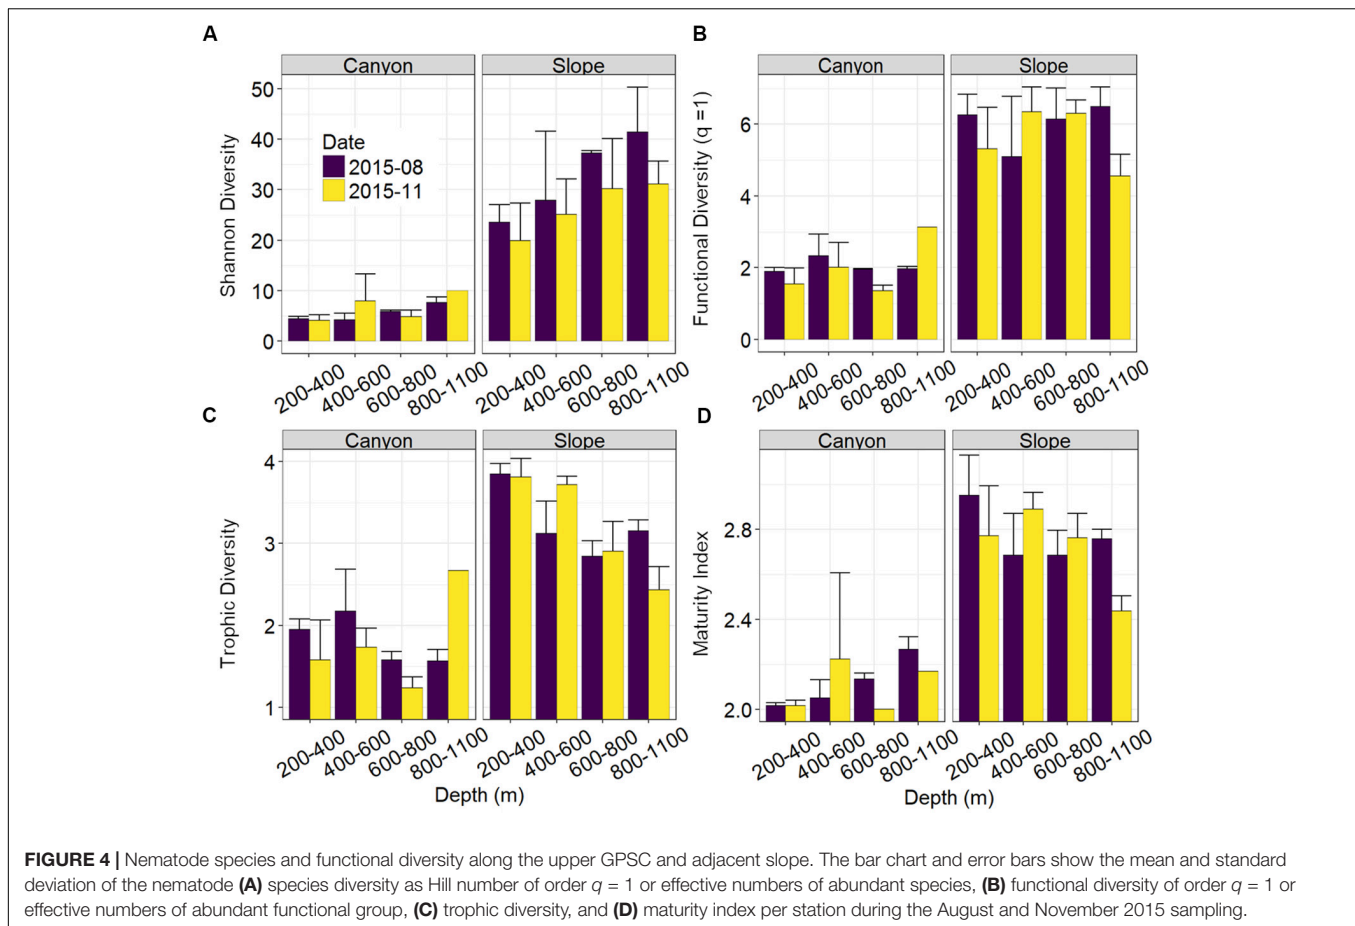 A
Canyon
Slope
Shannon Diversity
50
40
30
20
10
0
Date
2015-08
2015-11
200-400
400-600
600-800
800-1100
200-400
400-600
600-800
800-1100
B
Canyon
Slope
Functional Diversity (q =1)
6
4
2
0
200-400
400-600
600-800
800-1100
200-400
400-600
600-800
800-1100
C
Canyon
Slope
Trophic Diversity
4
3
2
1
200-400
400-600
600-800
800-1100
200-400
400-600
600-800
800-1100
Depth (m)
D
Canyon
Slope
Maturity Index
2.8
2.4
2.0
200-400
400-600
600-800
800-1100
200-400
400-600
600-800
800-1100
Depth (m)
FIGURE 4 | Nematode species and functional diversity along the upper GPSC and adjacent slope. The bar chart and error bars show the mean and standard
deviation of the nematode (A) species diversity as Hill number of order q = 1 or effective numbers of abundant species, (B) functional diversity of order q = 1 or
effective numbers of abundant functional group, (C) trophic diversity, and (D) maturity index per station during the August and November 2015 sampling.